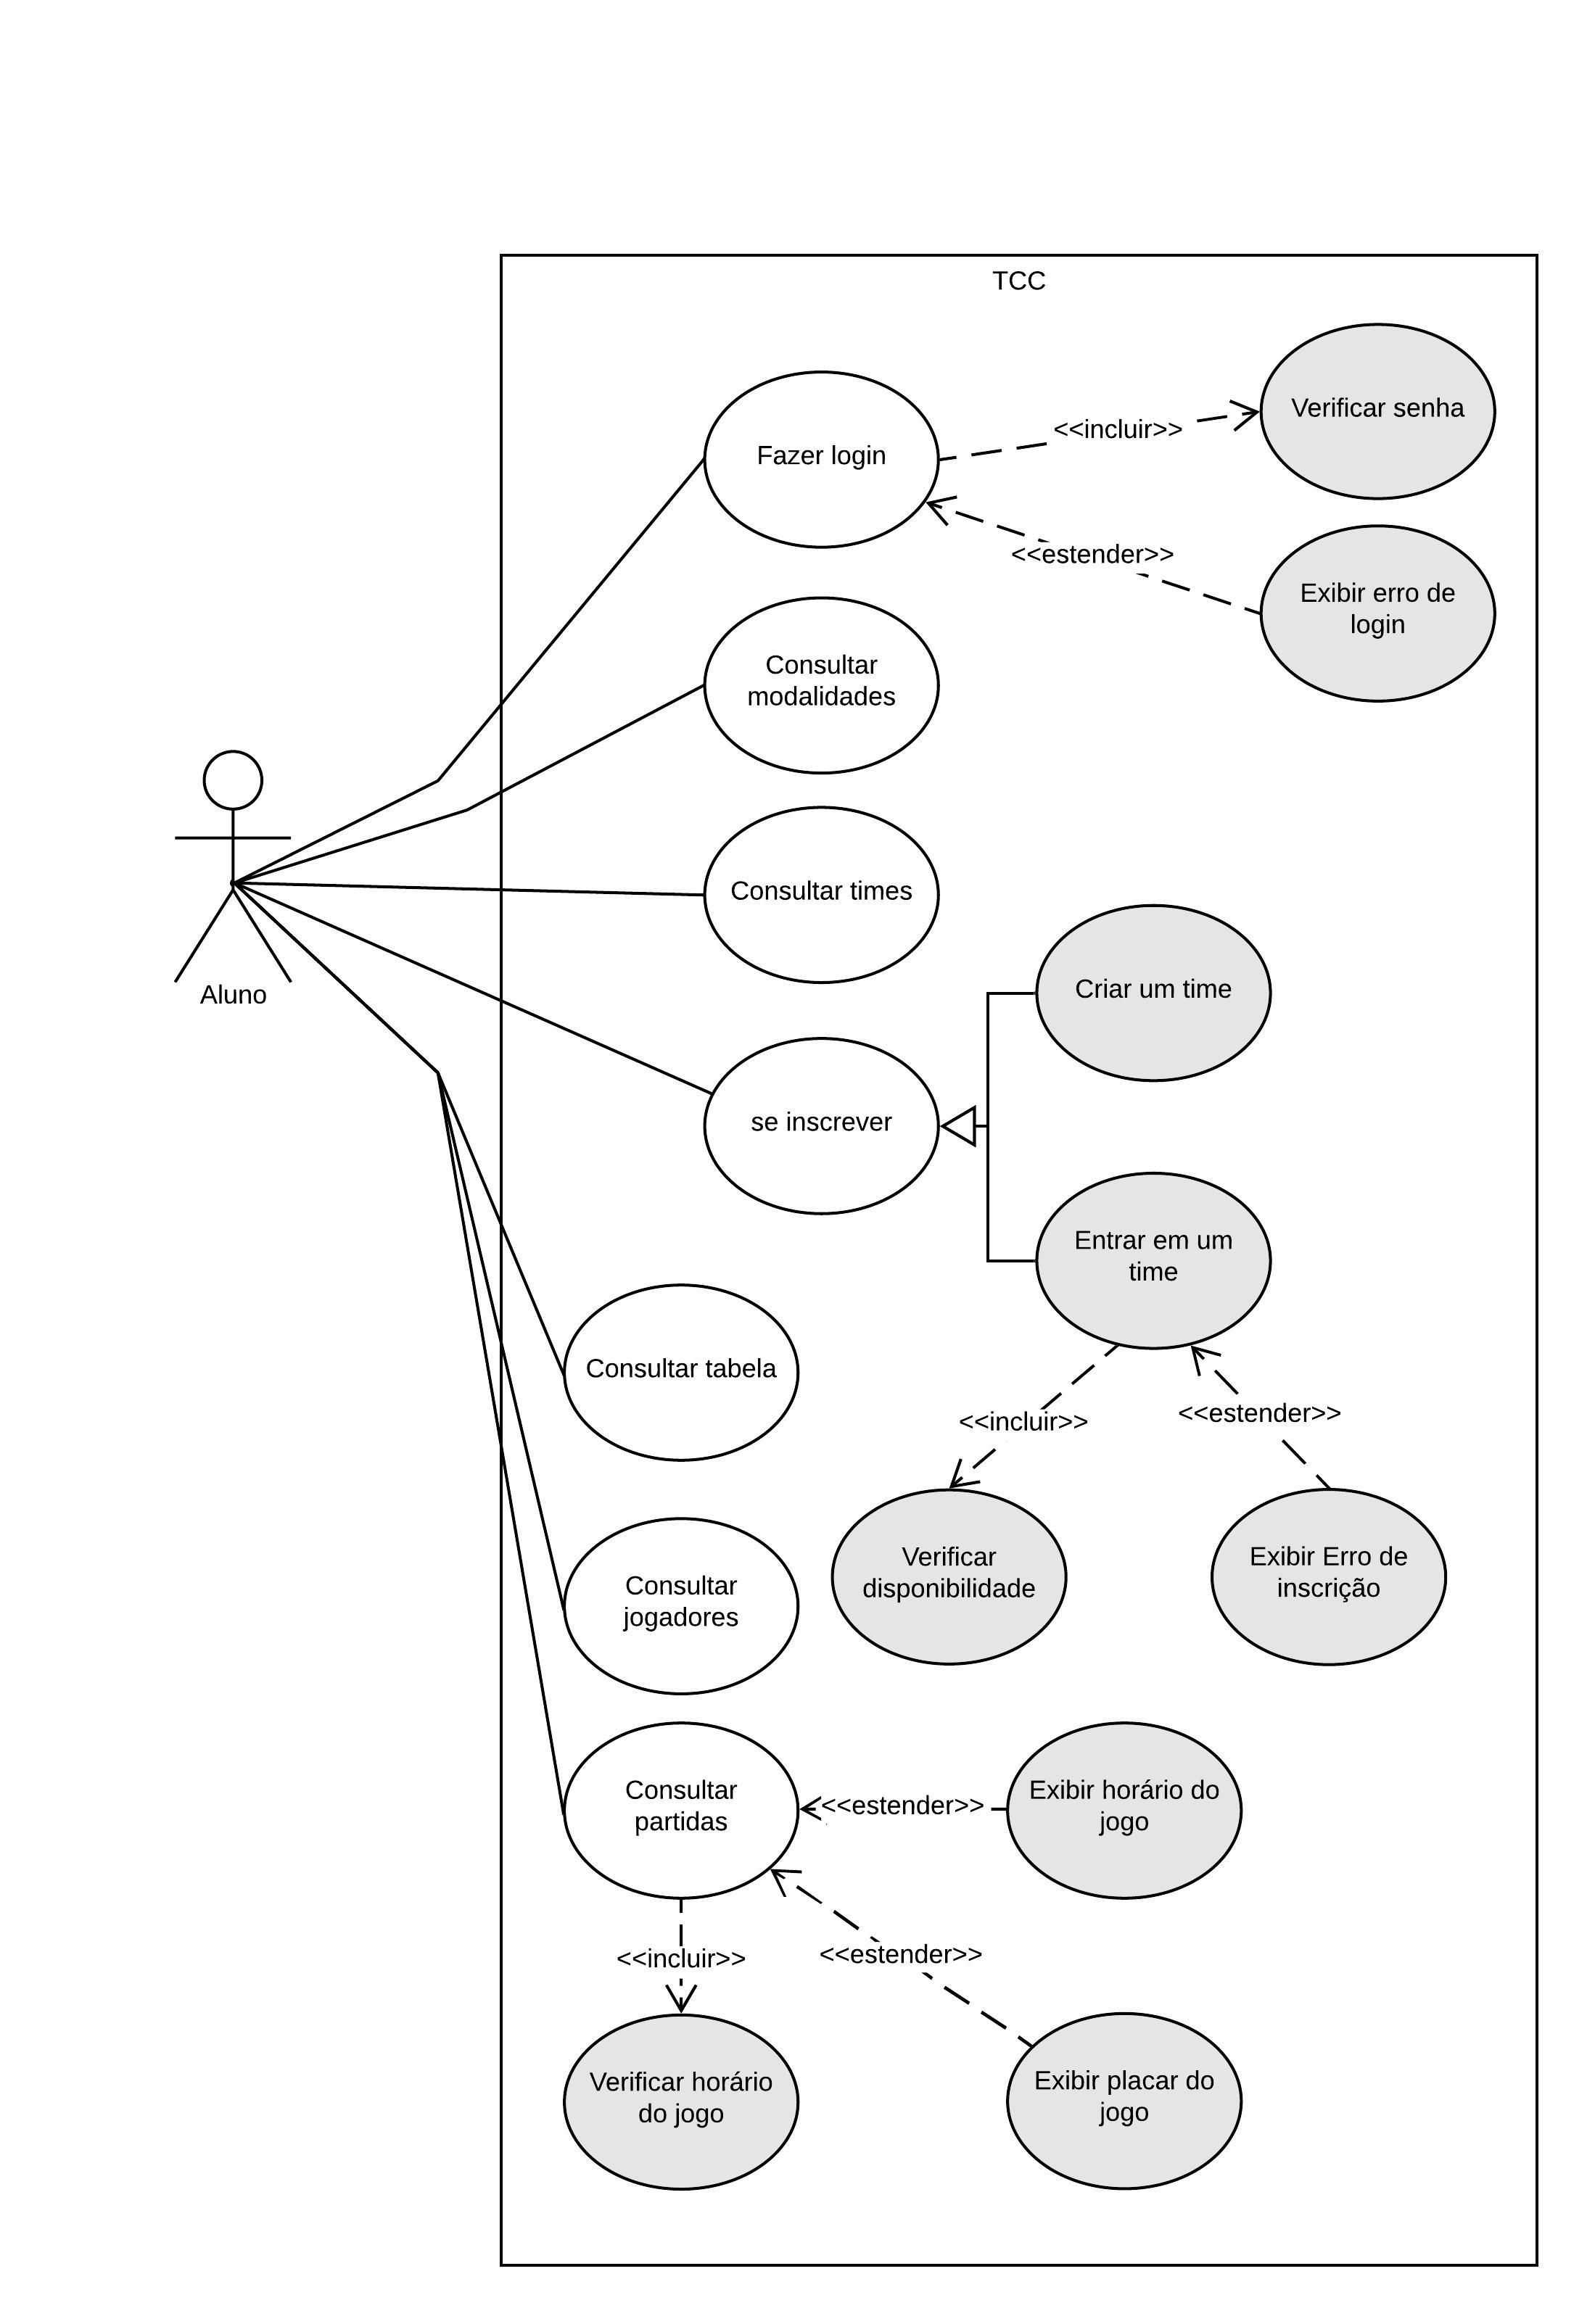 TCC
Verificar senha
<<incluir>>
Fazer login
<<estender>>
Exibir erro de
login
Consultar
modalidades
Consultar times
Aluno
Criar um time
se inscrever
Entrar em um
time
Consultar tabela
<<incluir>>
<<estender>>
Verificar
disponibilidade
Exibir Erro de
inscrição
Consultar
jogadores
Consultar
partidas
<<estender>>
Exibir horário do
jogo
<<incluir>>
<<estender>>
Verificar horário
do jogo
Exibir placar do
jogo